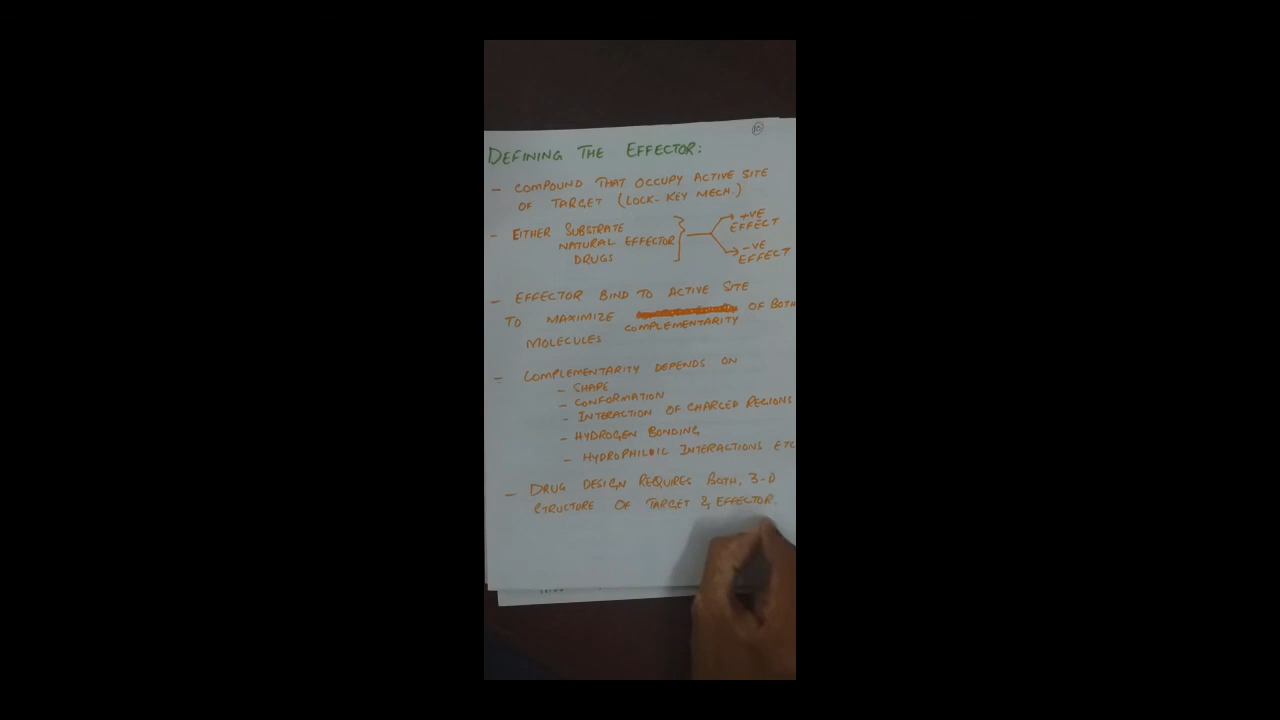 10
DEFINING THE EFFECTOR:
- COMPOUND THAT OCCUPY ACTIVE SITE
OF TARGET (LOCK-KEY MECH.)
- EITHER SUBSTRATE
NATURAL EFFECTOR
DRUGS
+VE
EFFECT
-VE
EFFECT
- EFFECTOR BIND TO ACTIVE SITE
TO MAXIMIZE OF BOTH
COMPLEMENTARITY
MOLECULES
- COMPLEMENTARITY DEPENDS ON
- SHAPE
- CONFORMATION
- INTERACTION OF CHARGED REGIONS
- HYDROGEN BONDING
- HYDROPHILOIC INTERACTIONS ETC
- DRUG DESIGN REQUIRES BOTH, 3-D
STRUCTURE OF TARGET & EFFECTOR.